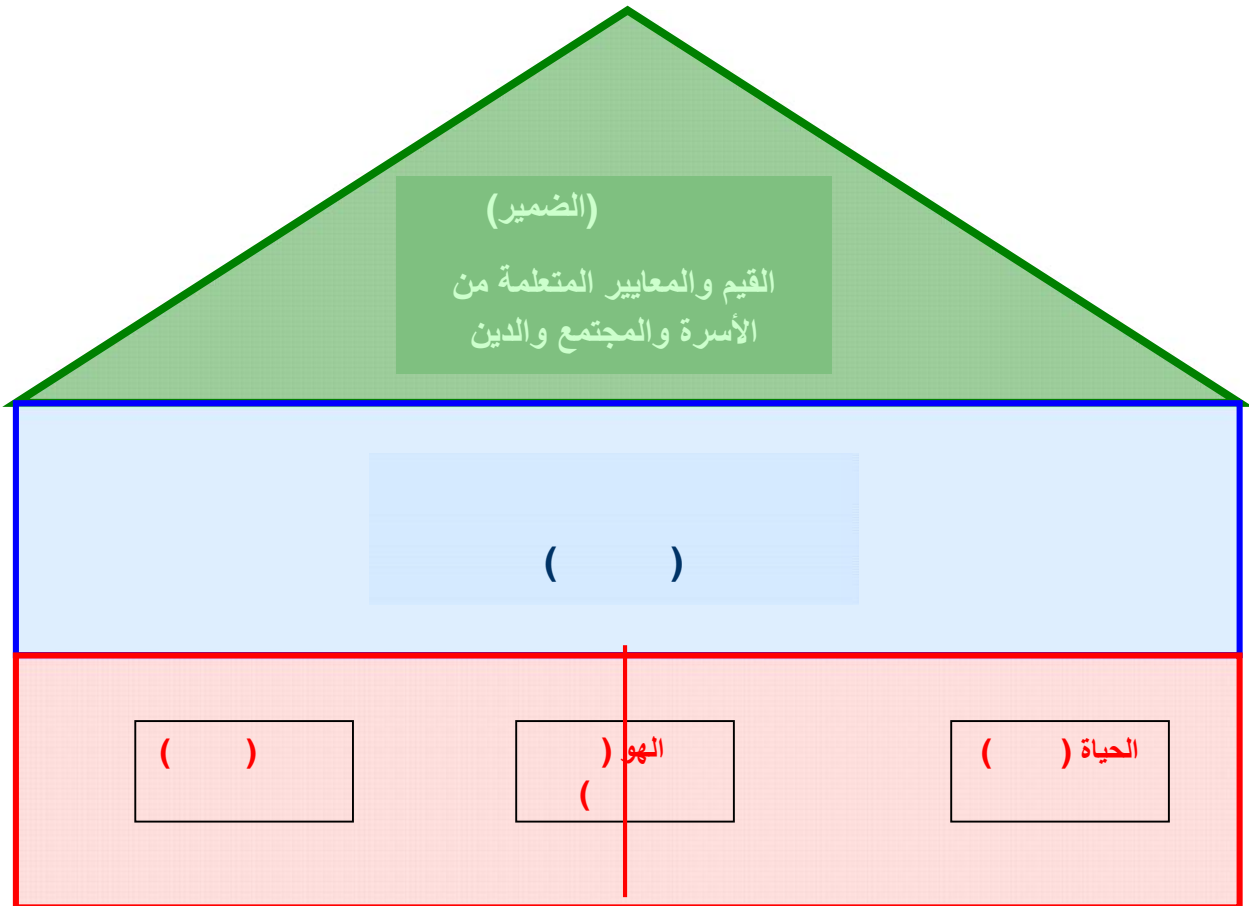 (الضمير)
القيم والمعايير المتعلمة من
الأسرة والمجتمع والدين
( )
الحياة ( )
الهو (
)
( )